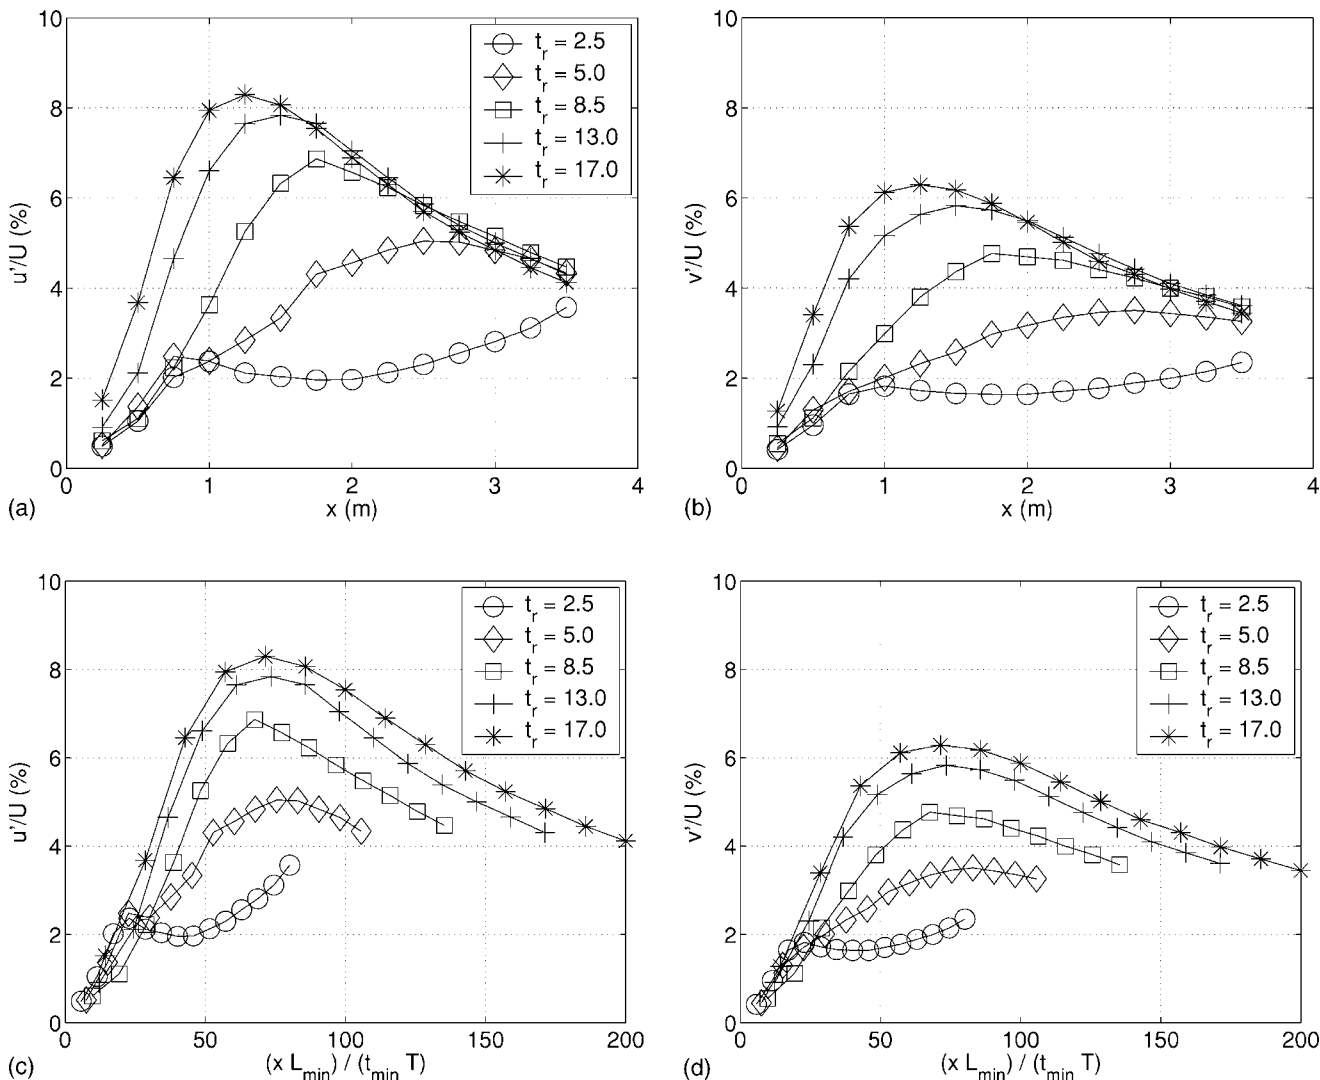 10
8
6
4
2
0
u'/U (%)
0 1 2 3 4
x (m)
(a)
t_r = 2.5
t_r = 5.0
t_r = 8.5
t_r = 13.0
t_r = 17.0
10
8
6
4
2
0
v'/U (%)
0 1 2 3 4
x (m)
(b)
10
8
6
4
2
0
u'/U (%)
0 50 100 150 200
(x L_min) / (t_min T)
(c)
t_r = 2.5
t_r = 5.0
t_r = 8.5
t_r = 13.0
t_r = 17.0
10
8
6
4
2
0
v'/U (%)
0 50 100 150 200
(x L_min) / (t_min T)
(d)
t_r = 2.5
t_r = 5.0
t_r = 8.5
t_r = 13.0
t_r = 17.0